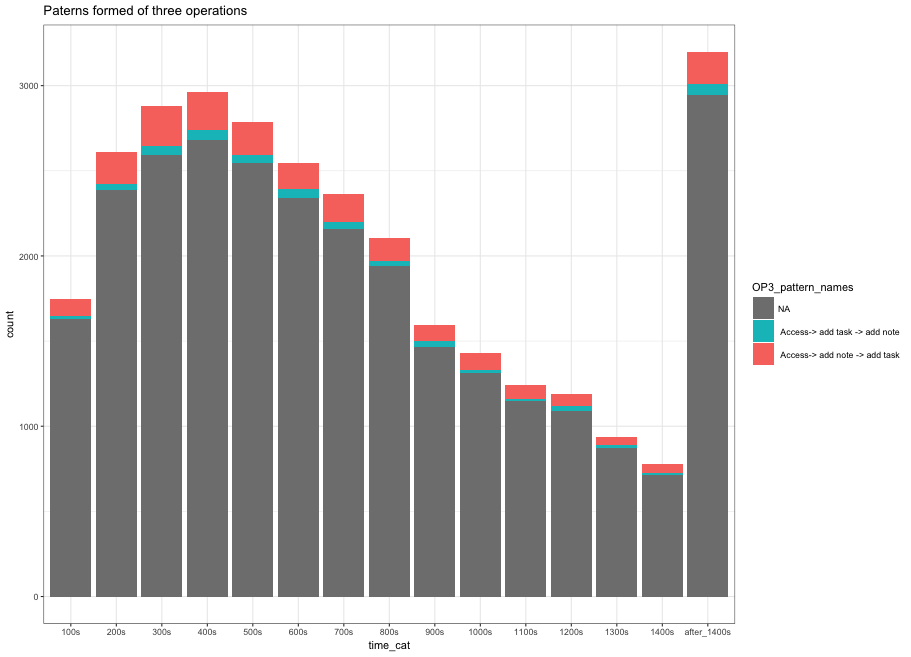 Paterns formed of three operations
count
3000
2000
1000
0
100s 200s 300s 400s 500s 600s 700s 800s 900s 1000s 1100s 1200s 1300s 1400s after_1400s
time_cat
OP3_pattern_names
NA
Access-> add task -> add note
Access-> add note -> add task